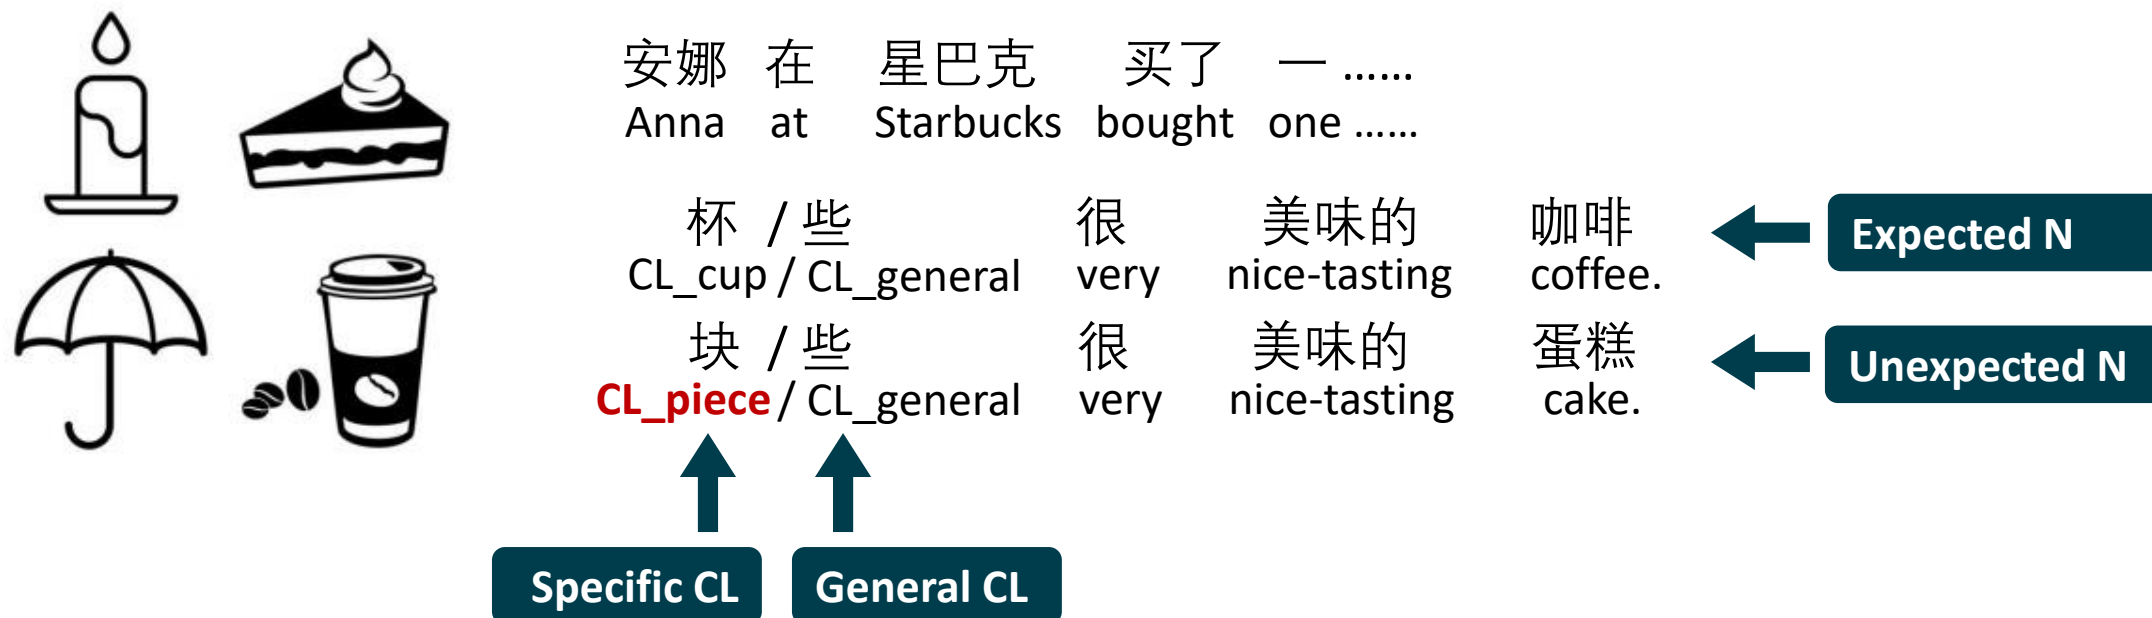 安娜 在 星巴克 买了 一 ......
Anna at Starbucks bought one ......
杯 / 些 很 美味的 咖啡
CL_cup / CL_general very nice-tasting coffee.
Expected N
块 / 些 很 美味的 蛋糕
CL_piece / CL_general very nice-tasting cake.
Unexpected N
Specific CL
General CL